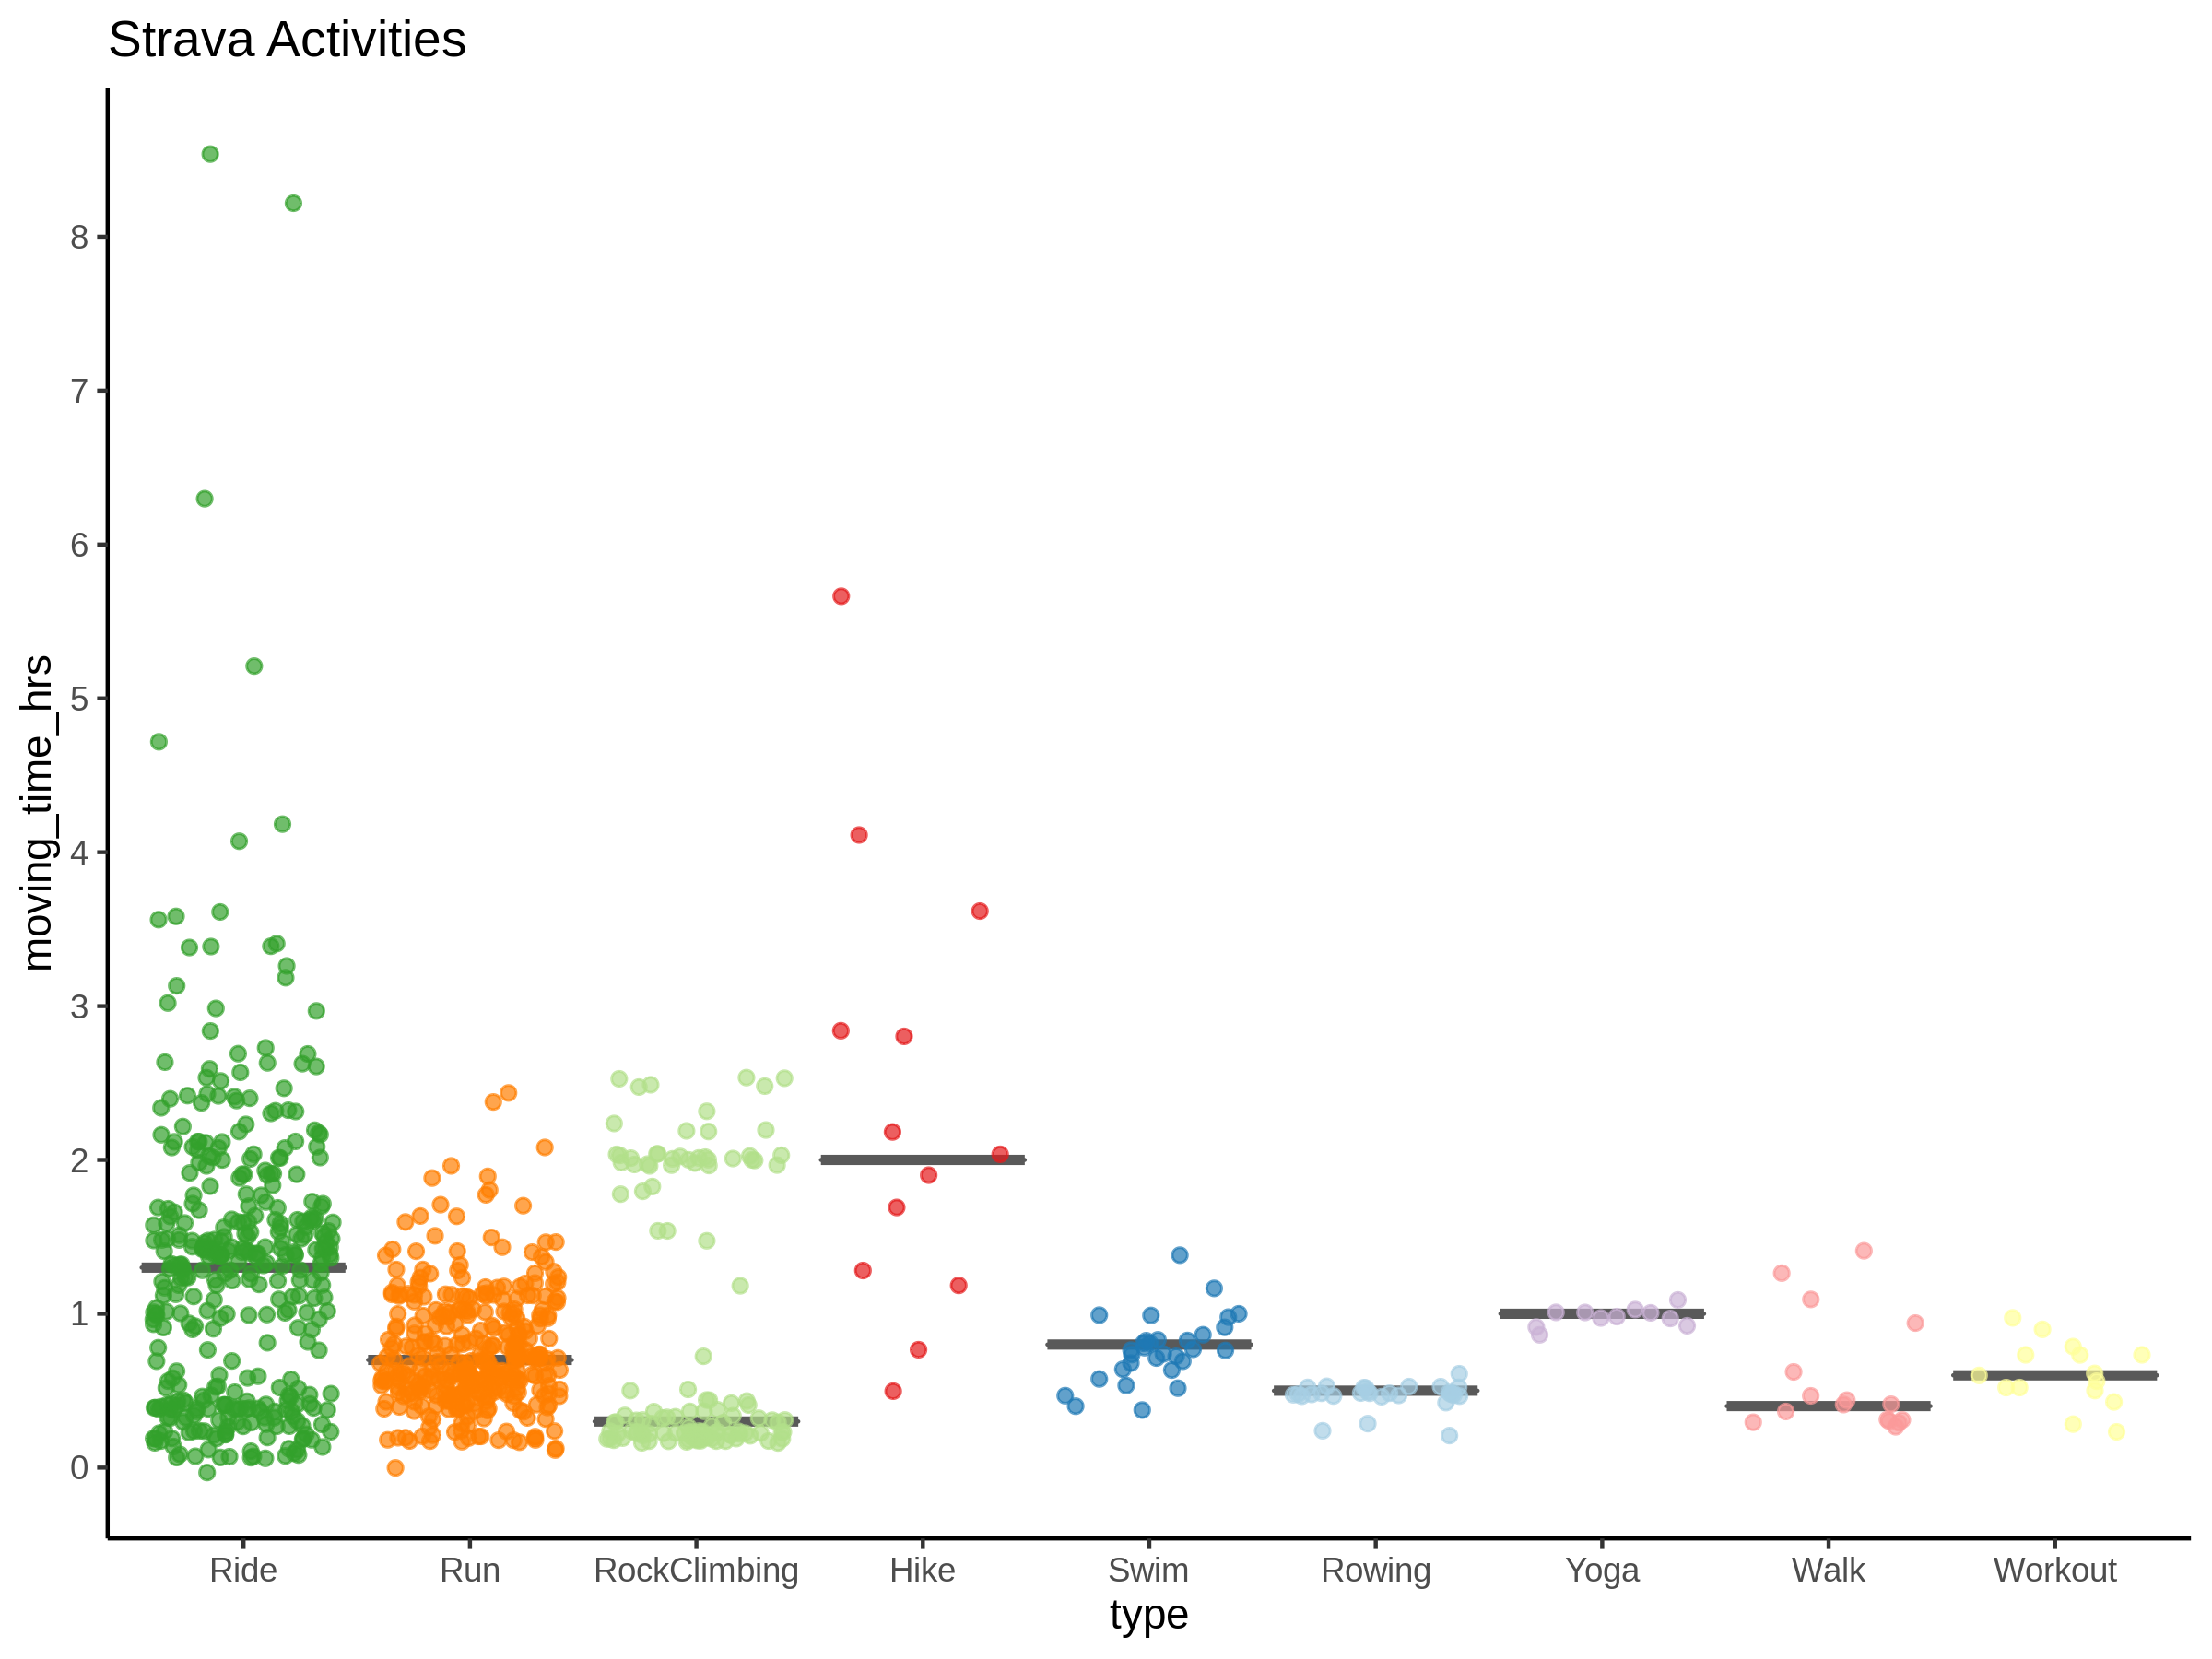 Strava Activities
moving_time_hrs
8
7
6
5
4
3
2
1
0
Ride Run RockClimbing Hike Swim Rowing Yoga Walk Workout
type